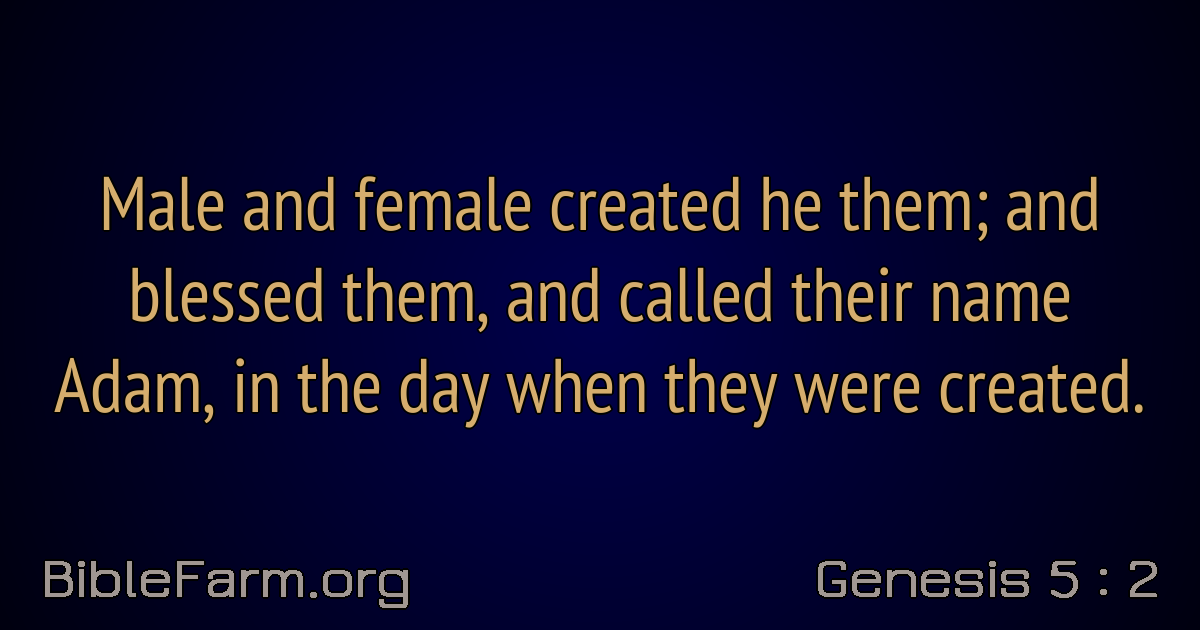 Male and female created he them; and
blessed them, and called their name
Adam, in the day when they were created.
BibleFarm.org
Genesis 5 : 2